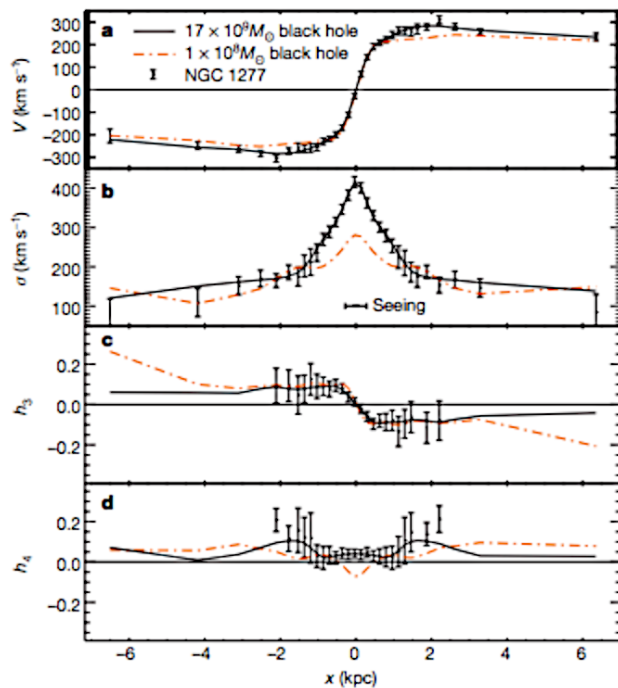 a
17 × 10⁹M⊙ black hole
1 × 10⁸M⊙ black hole
NGC 1277
V (km s⁻¹)
300
200
100
0
−100
−200
−300
b
σ (km s⁻¹)
400
300
200
100
Seeing
c
h₃
0.2
0.0
−0.2
d
h₄
0.2
0.0
−0.2
−6 −4 −2 0 2 4 6
x (kpc)